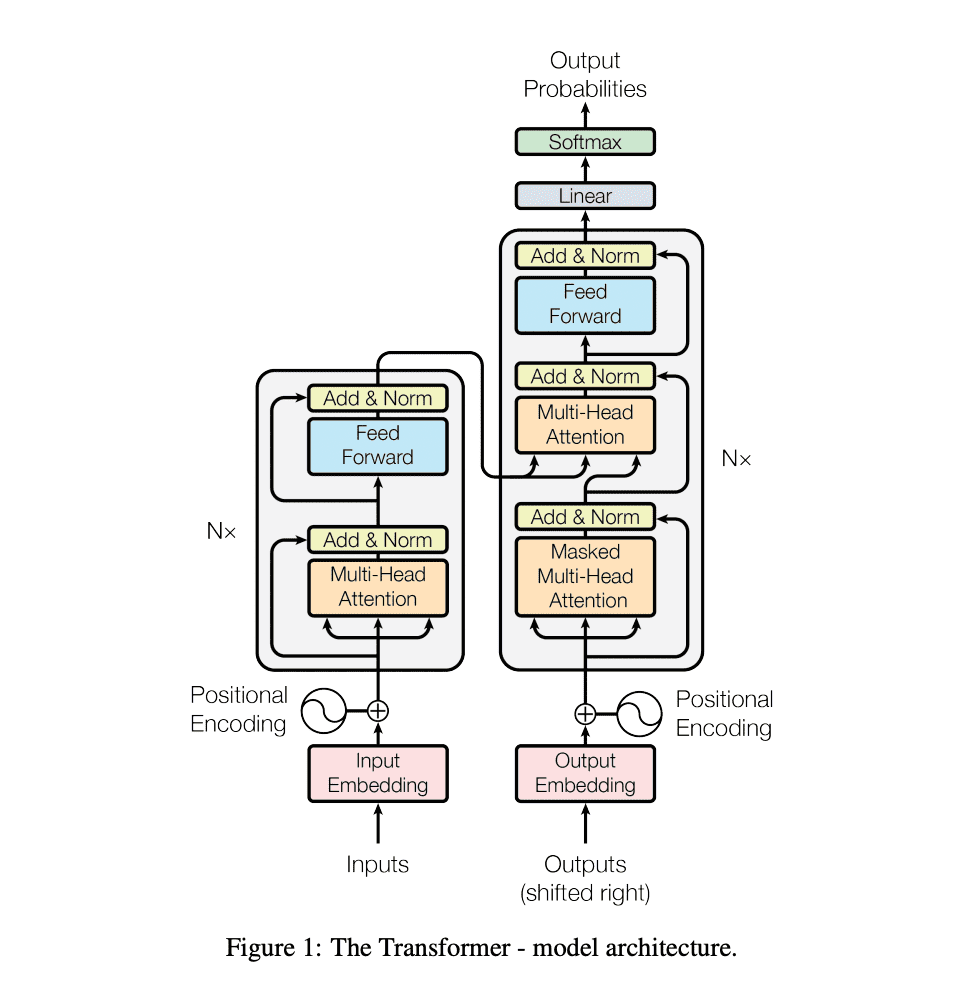 Output
Probabilities
Softmax
Linear
Add & Norm
Feed
Forward
Add & Norm
Multi-Head
Attention
Add & Norm
Masked
Multi-Head
Attention
N×
Add & Norm
Feed
Forward
Add & Norm
Multi-Head
Attention
N×
Positional
Encoding
Positional
Encoding
Input
Embedding
Output
Embedding
Inputs
Outputs
(shifted right)
Figure 1: The Transformer - model architecture.